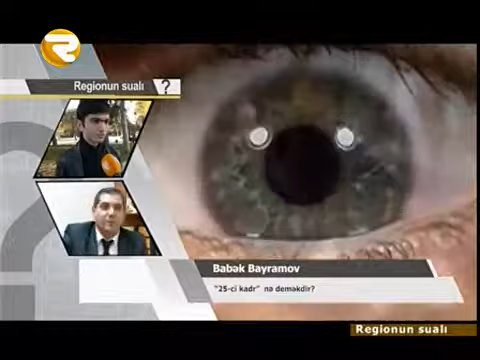 Regionun sualı ?
Babək Bayramov
"25-ci kadr" nə deməkdir?
Regionun sualı